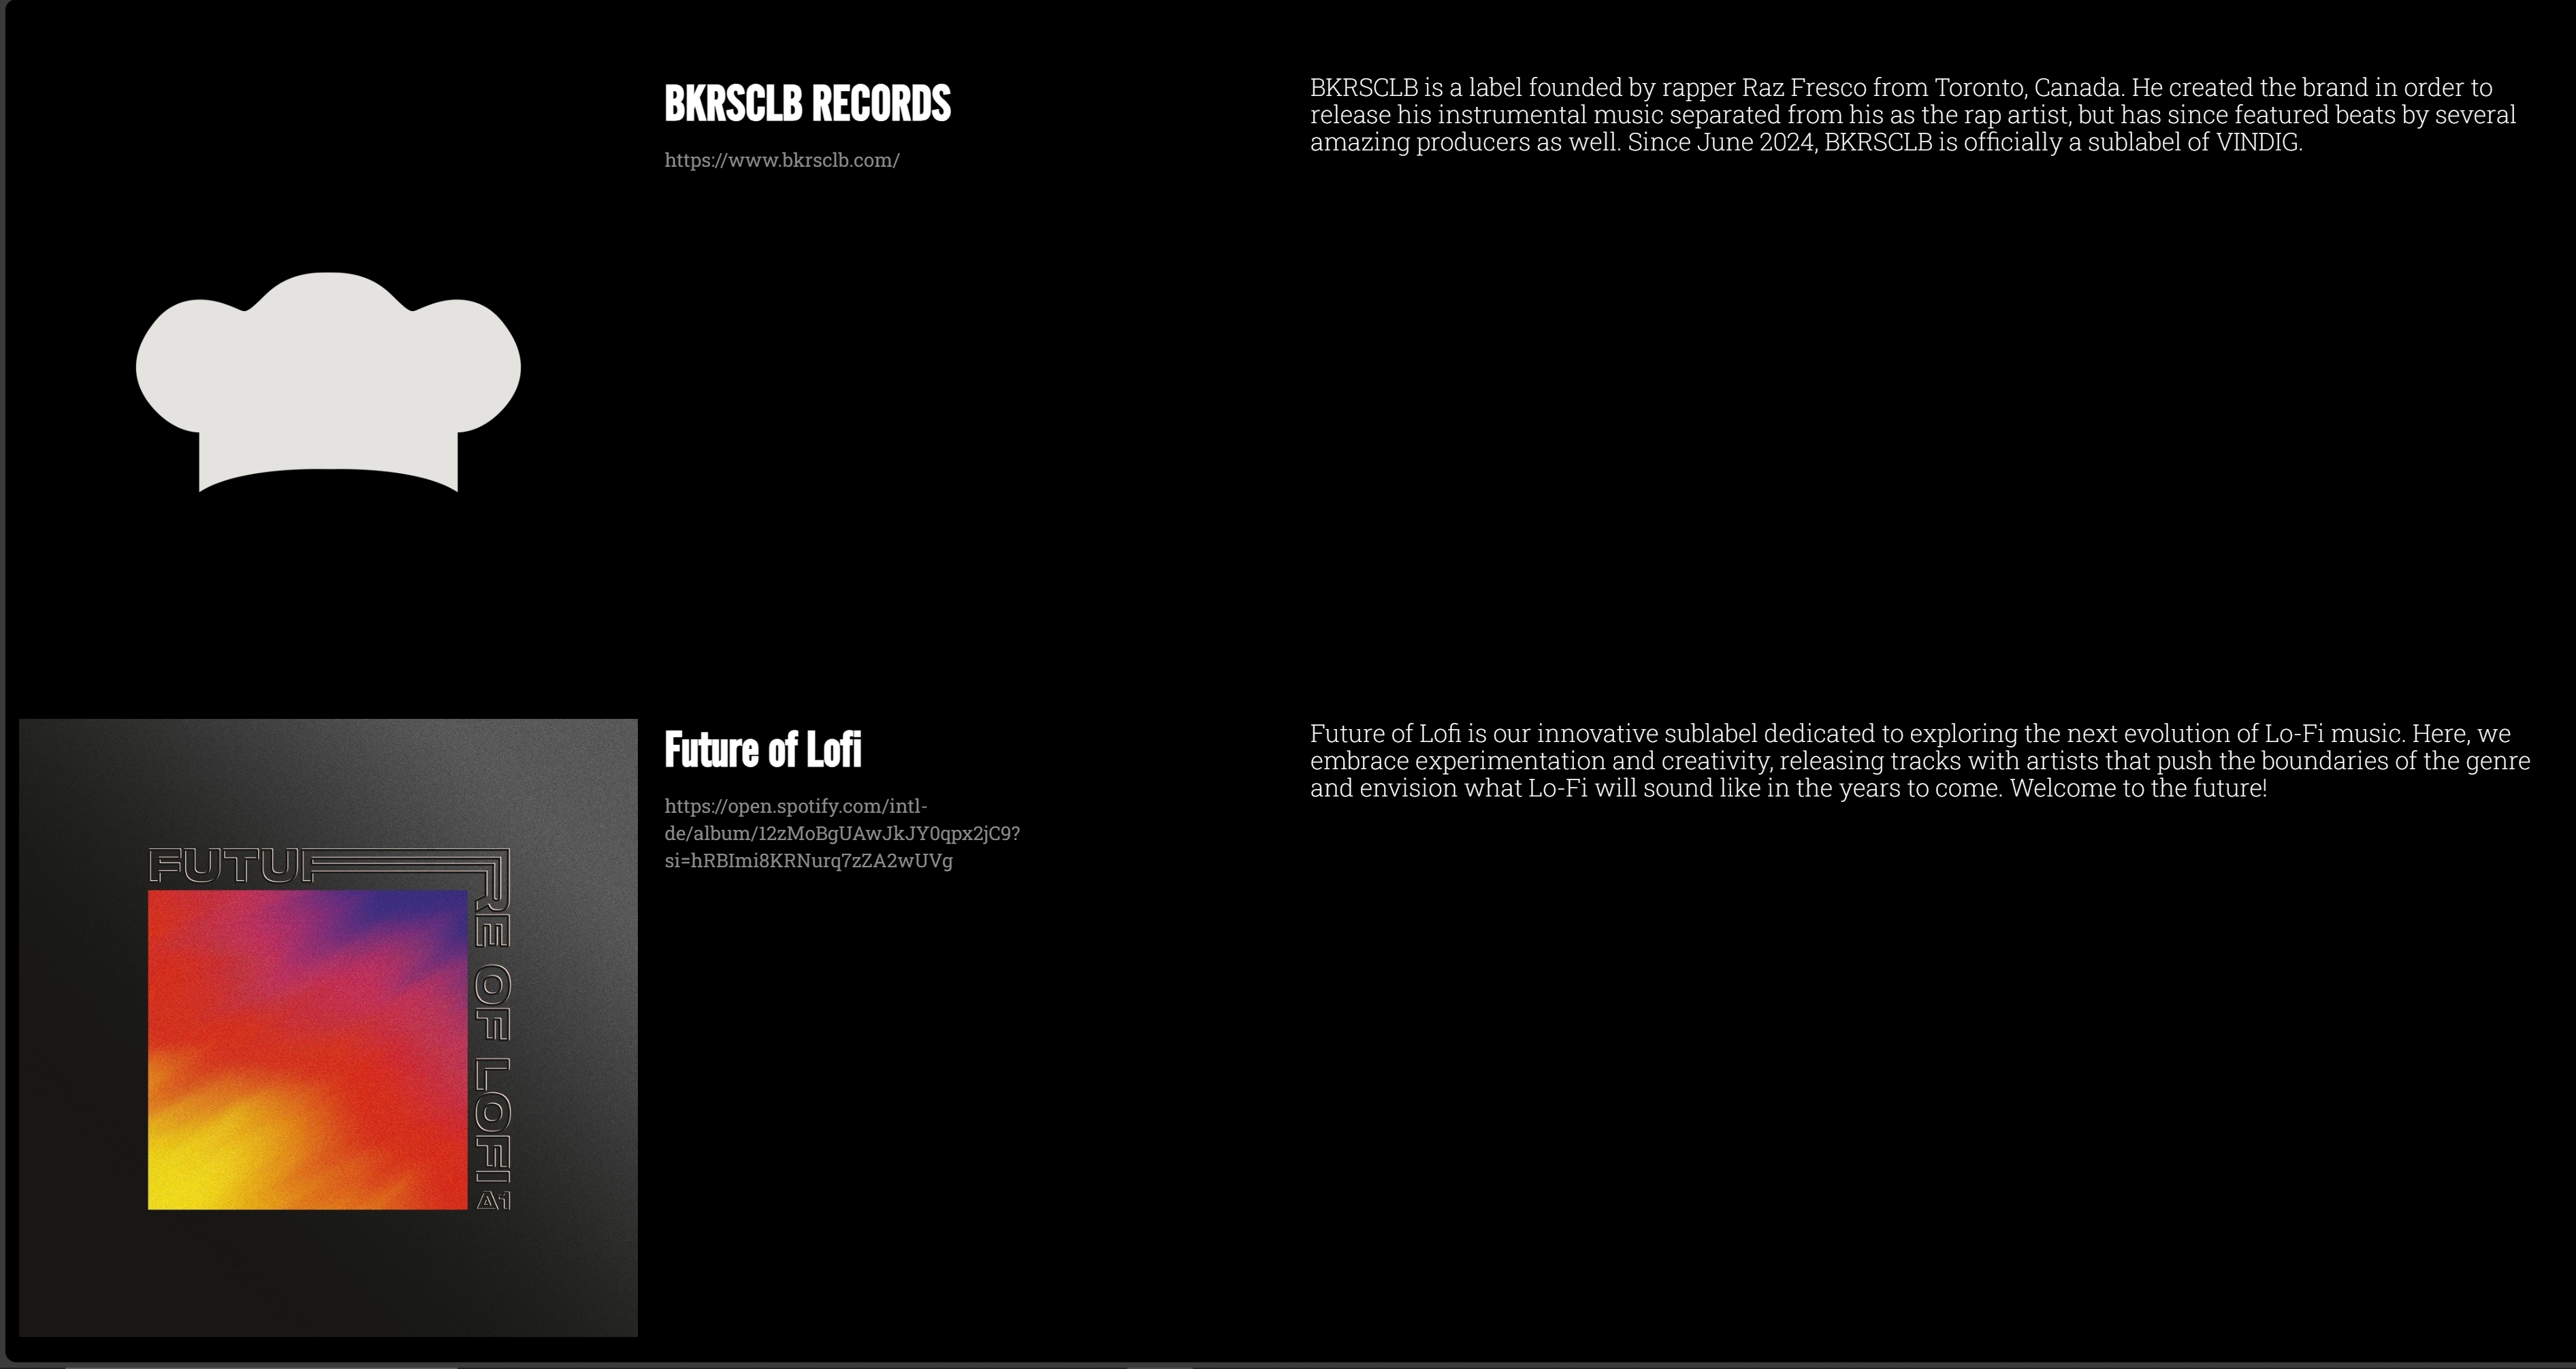 BKRSCLB RECORDS
https://www.bkrsclb.com/
BKRSCLB is a label founded by rapper Raz Fresco from Toronto, Canada. He created the brand in order to
release his instrumental music separated from his as the rap artist, but has since featured beats by several
amazing producers as well. Since June 2024, BKRSCLB is officially a sublabel of VINDIG.
FUTURE OF LOFI
A1
Future of Lofi
https://open.spotify.com/intl-
de/album/12zMoBgUAwJkJY0qpx2jC9?
si=hRBImi8KRNurq7zZA2wUVg
Future of Lofi is our innovative sublabel dedicated to exploring the next evolution of Lo-Fi music. Here, we
embrace experimentation and creativity, releasing tracks with artists that push the boundaries of the genre
and envision what Lo-Fi will sound like in the years to come. Welcome to the future!